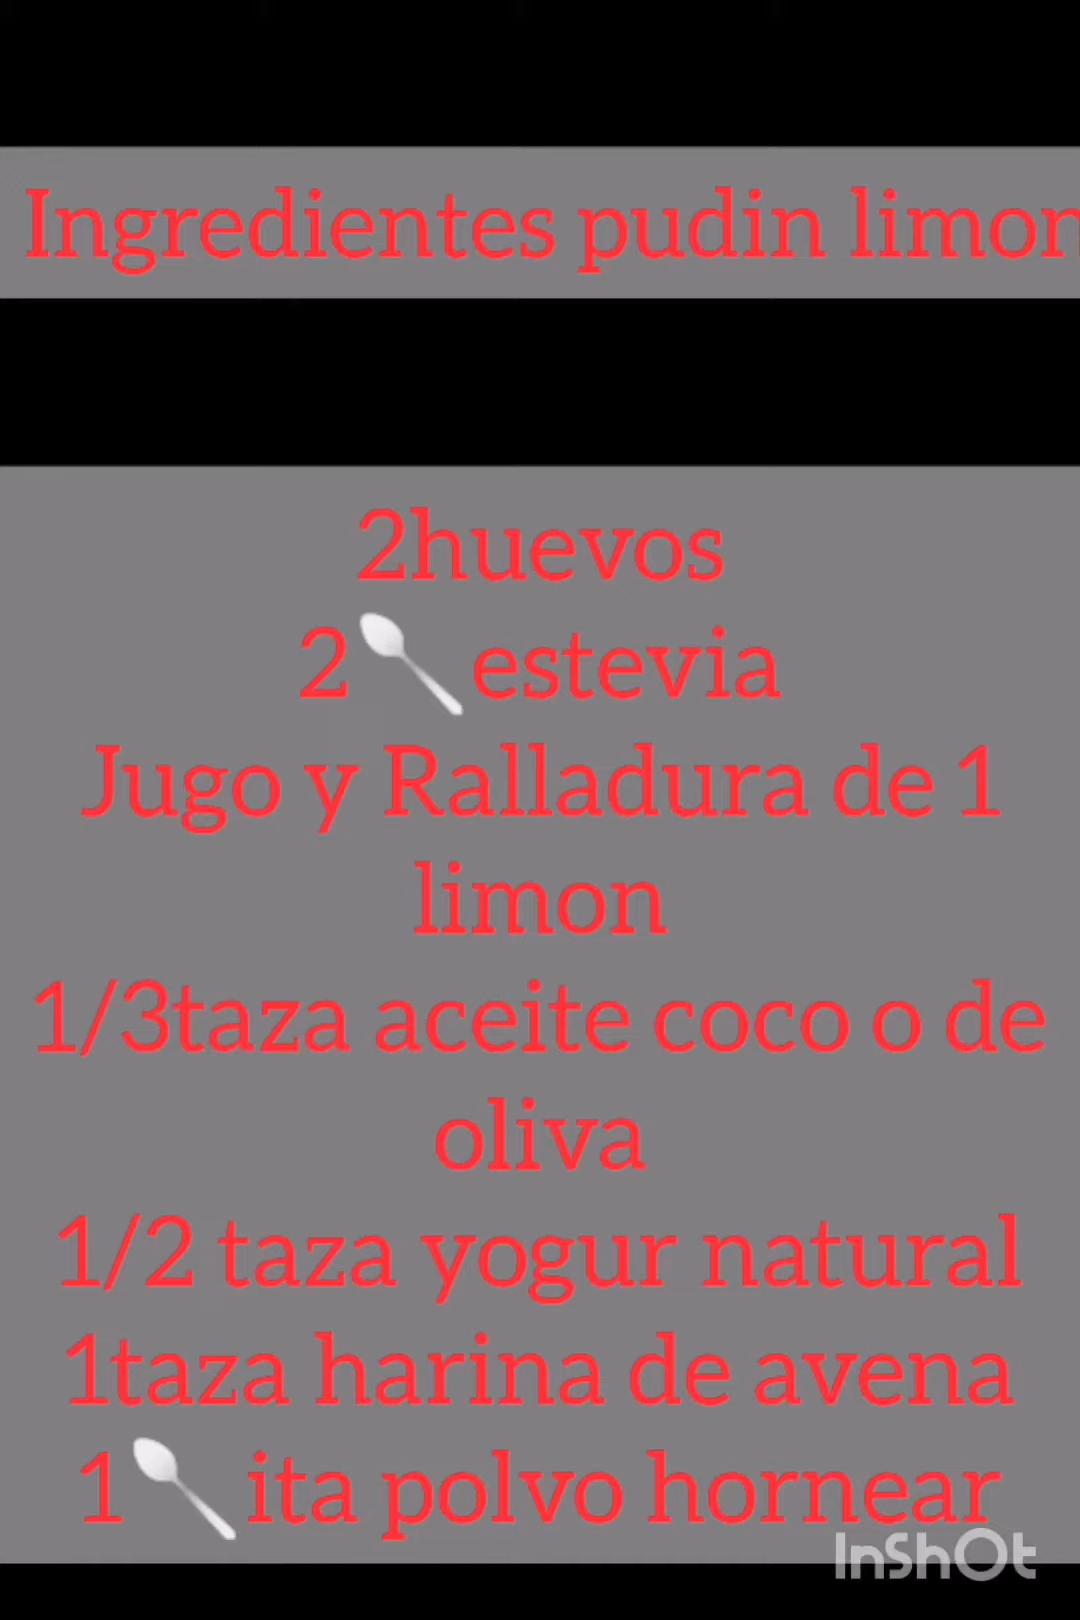 Ingredientes pudin limon
2huevos
2🥄estevia
Jugo y Ralladura de 1
limon
1/3taza aceite coco o de
oliva
1/2 taza yogur natural
1taza harina de avena
1🥄ita polvo hornear
InShOt